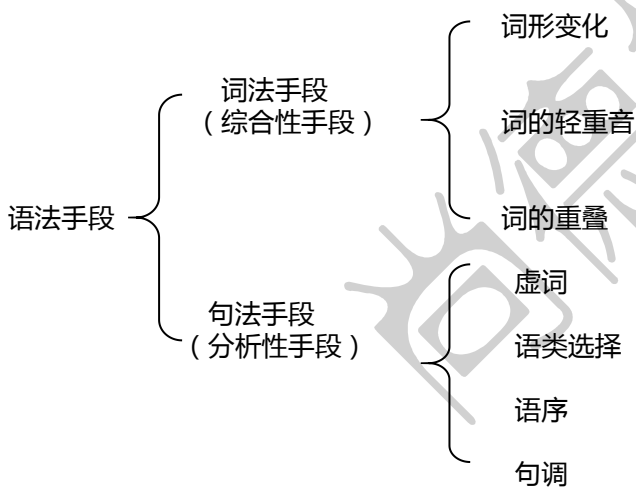 词形变化
词法手段
（综合性手段）
词的轻重音
语法手段
词的重叠
虚词
句法手段
（分析性手段）
语类选择
语序
句调